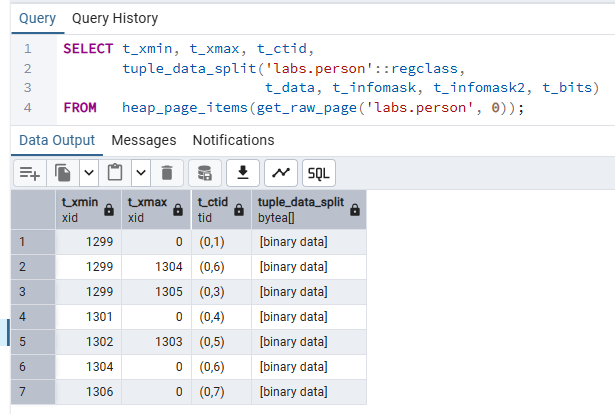 Query Query History
1 SELECT t_xmin, t_xmax, t_ctid,
2 tuple_data_split('labs.person'::regclass,
3 t_data, t_infomask, t_infomask2, t_bits)
4 FROM heap_page_items(get_raw_page('labs.person', 0));
Data Output Messages Notifications
SQL
t_xmin t_xmax t_ctid tuple_data_split
xid xid tid bytea[]
1 1299 0 (0,1) [binary data]
2 1299 1304 (0,6) [binary data]
3 1299 1305 (0,3) [binary data]
4 1301 0 (0,4) [binary data]
5 1302 1303 (0,5) [binary data]
6 1304 0 (0,6) [binary data]
7 1306 0 (0,7) [binary data]